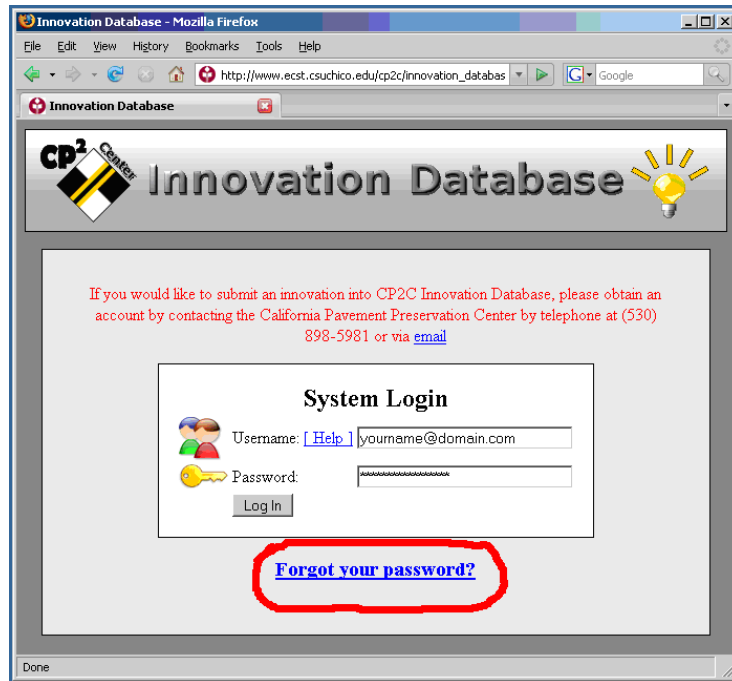 Innovation Database - Mozilla Firefox
File Edit View History Bookmarks Tools Help
http://www.ecst.csuchico.edu/cp2c/innovation_databas
G Google
Innovation Database
CP2 Center Innovation Database
If you would like to submit an innovation into CP2C Innovation Database, please obtain an
account by contacting the California Pavement Preservation Center by telephone at (530)
898-5981 or via email
System Login
Username: [ Help ] yourname@domain.com
Password: *****************
Log In
Forgot your password?
Done